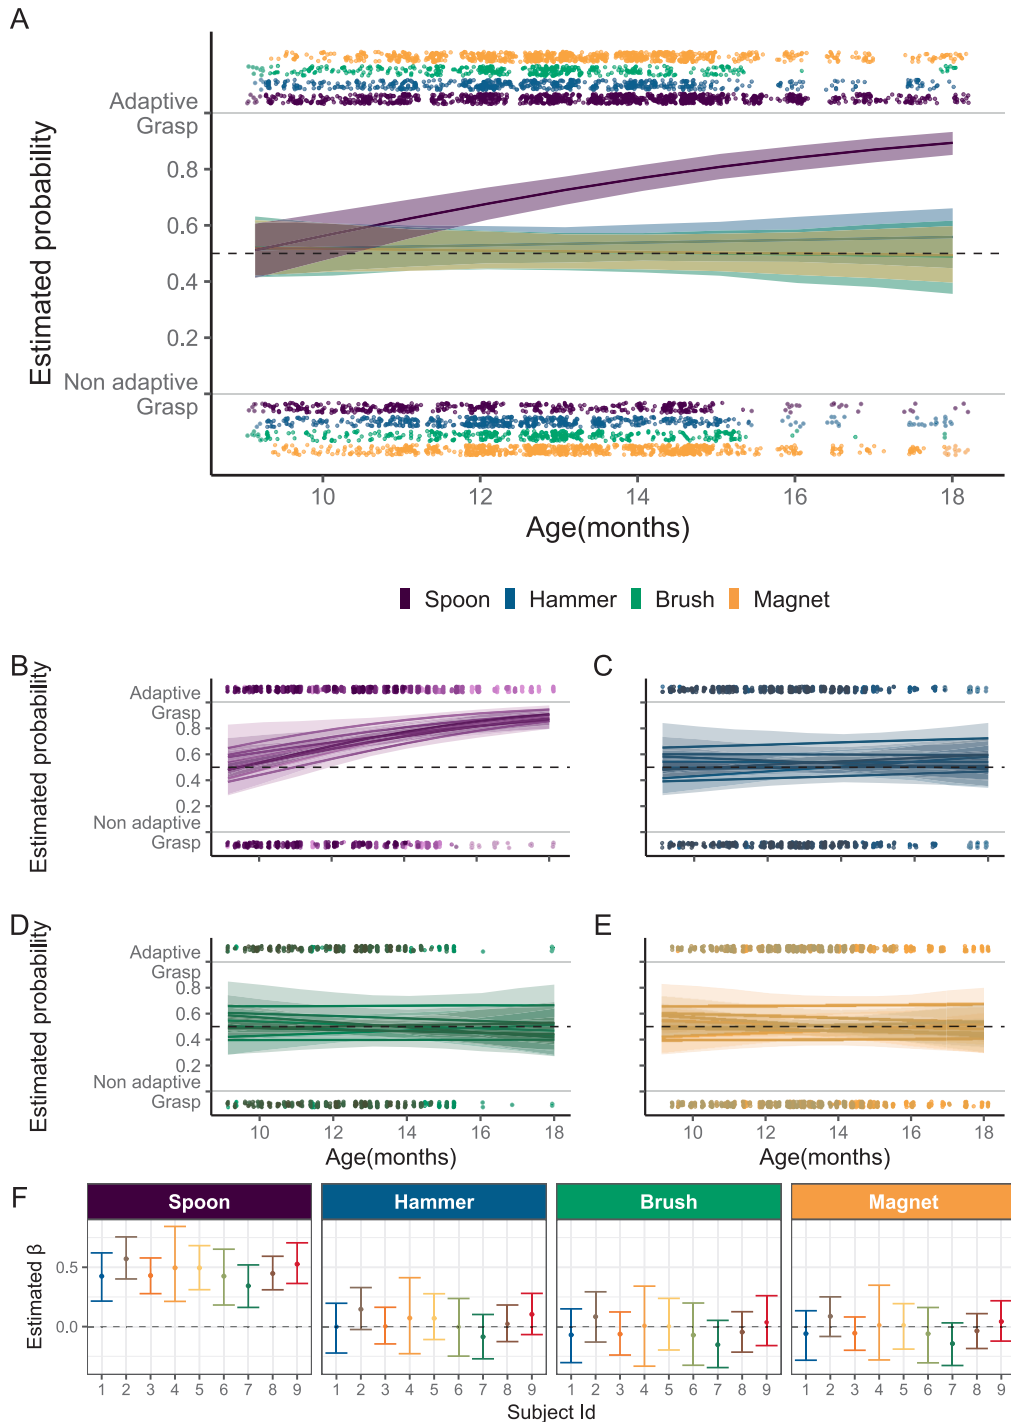 A
Estimated probability
Adaptive
Grasp
0.8
0.6
0.4
0.2
Non adaptive
Grasp
10 12 14 16 18
Age(months)
Spoon Hammer Brush Magnet
B
Estimated probability
Adaptive
Grasp
0.8
0.6
0.4
0.2
Non adaptive
Grasp
C
D
Estimated probability
Adaptive
Grasp
0.8
0.6
0.4
0.2
Non adaptive
Grasp
10 12 14 16 18
Age(months)
E
10 12 14 16 18
Age(months)
F
Spoon Hammer Brush Magnet
Estimated β
0.5
0.0
1 2 3 4 5 6 7 8 9 1 2 3 4 5 6 7 8 9 1 2 3 4 5 6 7 8 9 1 2 3 4 5 6 7 8 9
Subject Id